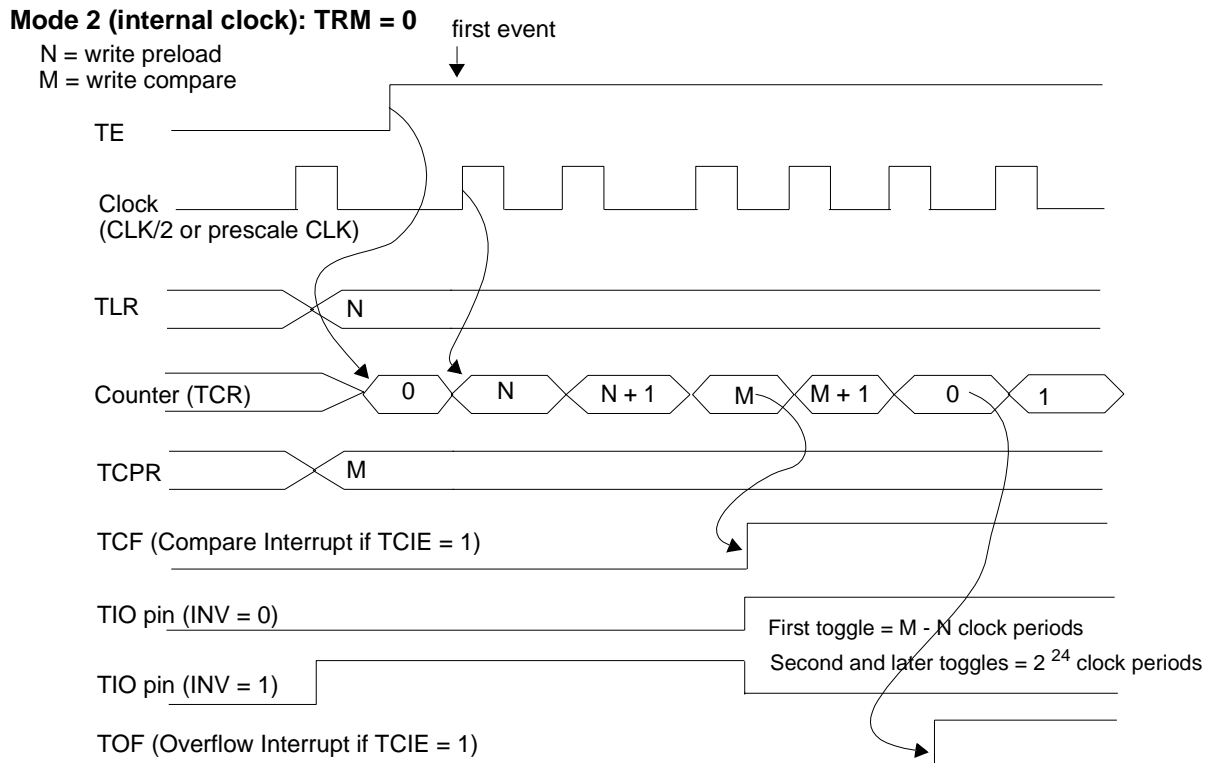 Mode 2 (internal clock): TRM = 0
first event
N = write preload
M = write compare
TE
Clock
(CLK/2 or prescale CLK)
TLR
N
Counter (TCR)
0
N
N + 1
M
M + 1
0
1
TCPR
M
TCF (Compare Interrupt if TCIE = 1)
TIO pin (INV = 0)
First toggle = M - N clock periods
Second and later toggles = 2 24 clock periods
TIO pin (INV = 1)
TOF (Overflow Interrupt if TCIE = 1)